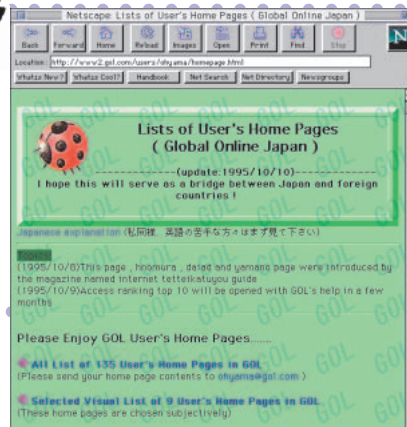 Netscape: Lists of User's Home Pages ( Global Online Japan )
Back Forward Home Reload Images Open Print Find Stop
N
Location: http://www2.gol.com/users/ohyama/homepage.html
What's New? What's Cool? Handbook Net Search Net Directory Newsgroups
Lists of User's Home Pages
( Global Online Japan )
---------------(update:1995/10/10)---------------
I hope this will serve as a bridge between Japan and foreign
countries !
Japanese explanation (私同様、英語の苦手な方々はまず見て下さい)
Topics
(1995/10/8)This page , hnomura , daiad and yamano page were introduced by
the magazine named internet tetteikatuyou guide
(1995/10/9)Access ranking top 10 will be opened with GOL's help in a few
months
Please Enjoy GOL User's Home Pages.......
All List of 135 User's Home Pages in GOL
(Please send your home page contents to ohyama@gol.com )
Selected Visual List of 9 User's Home Pages in GOL
(These home pages are chosen subjectively)